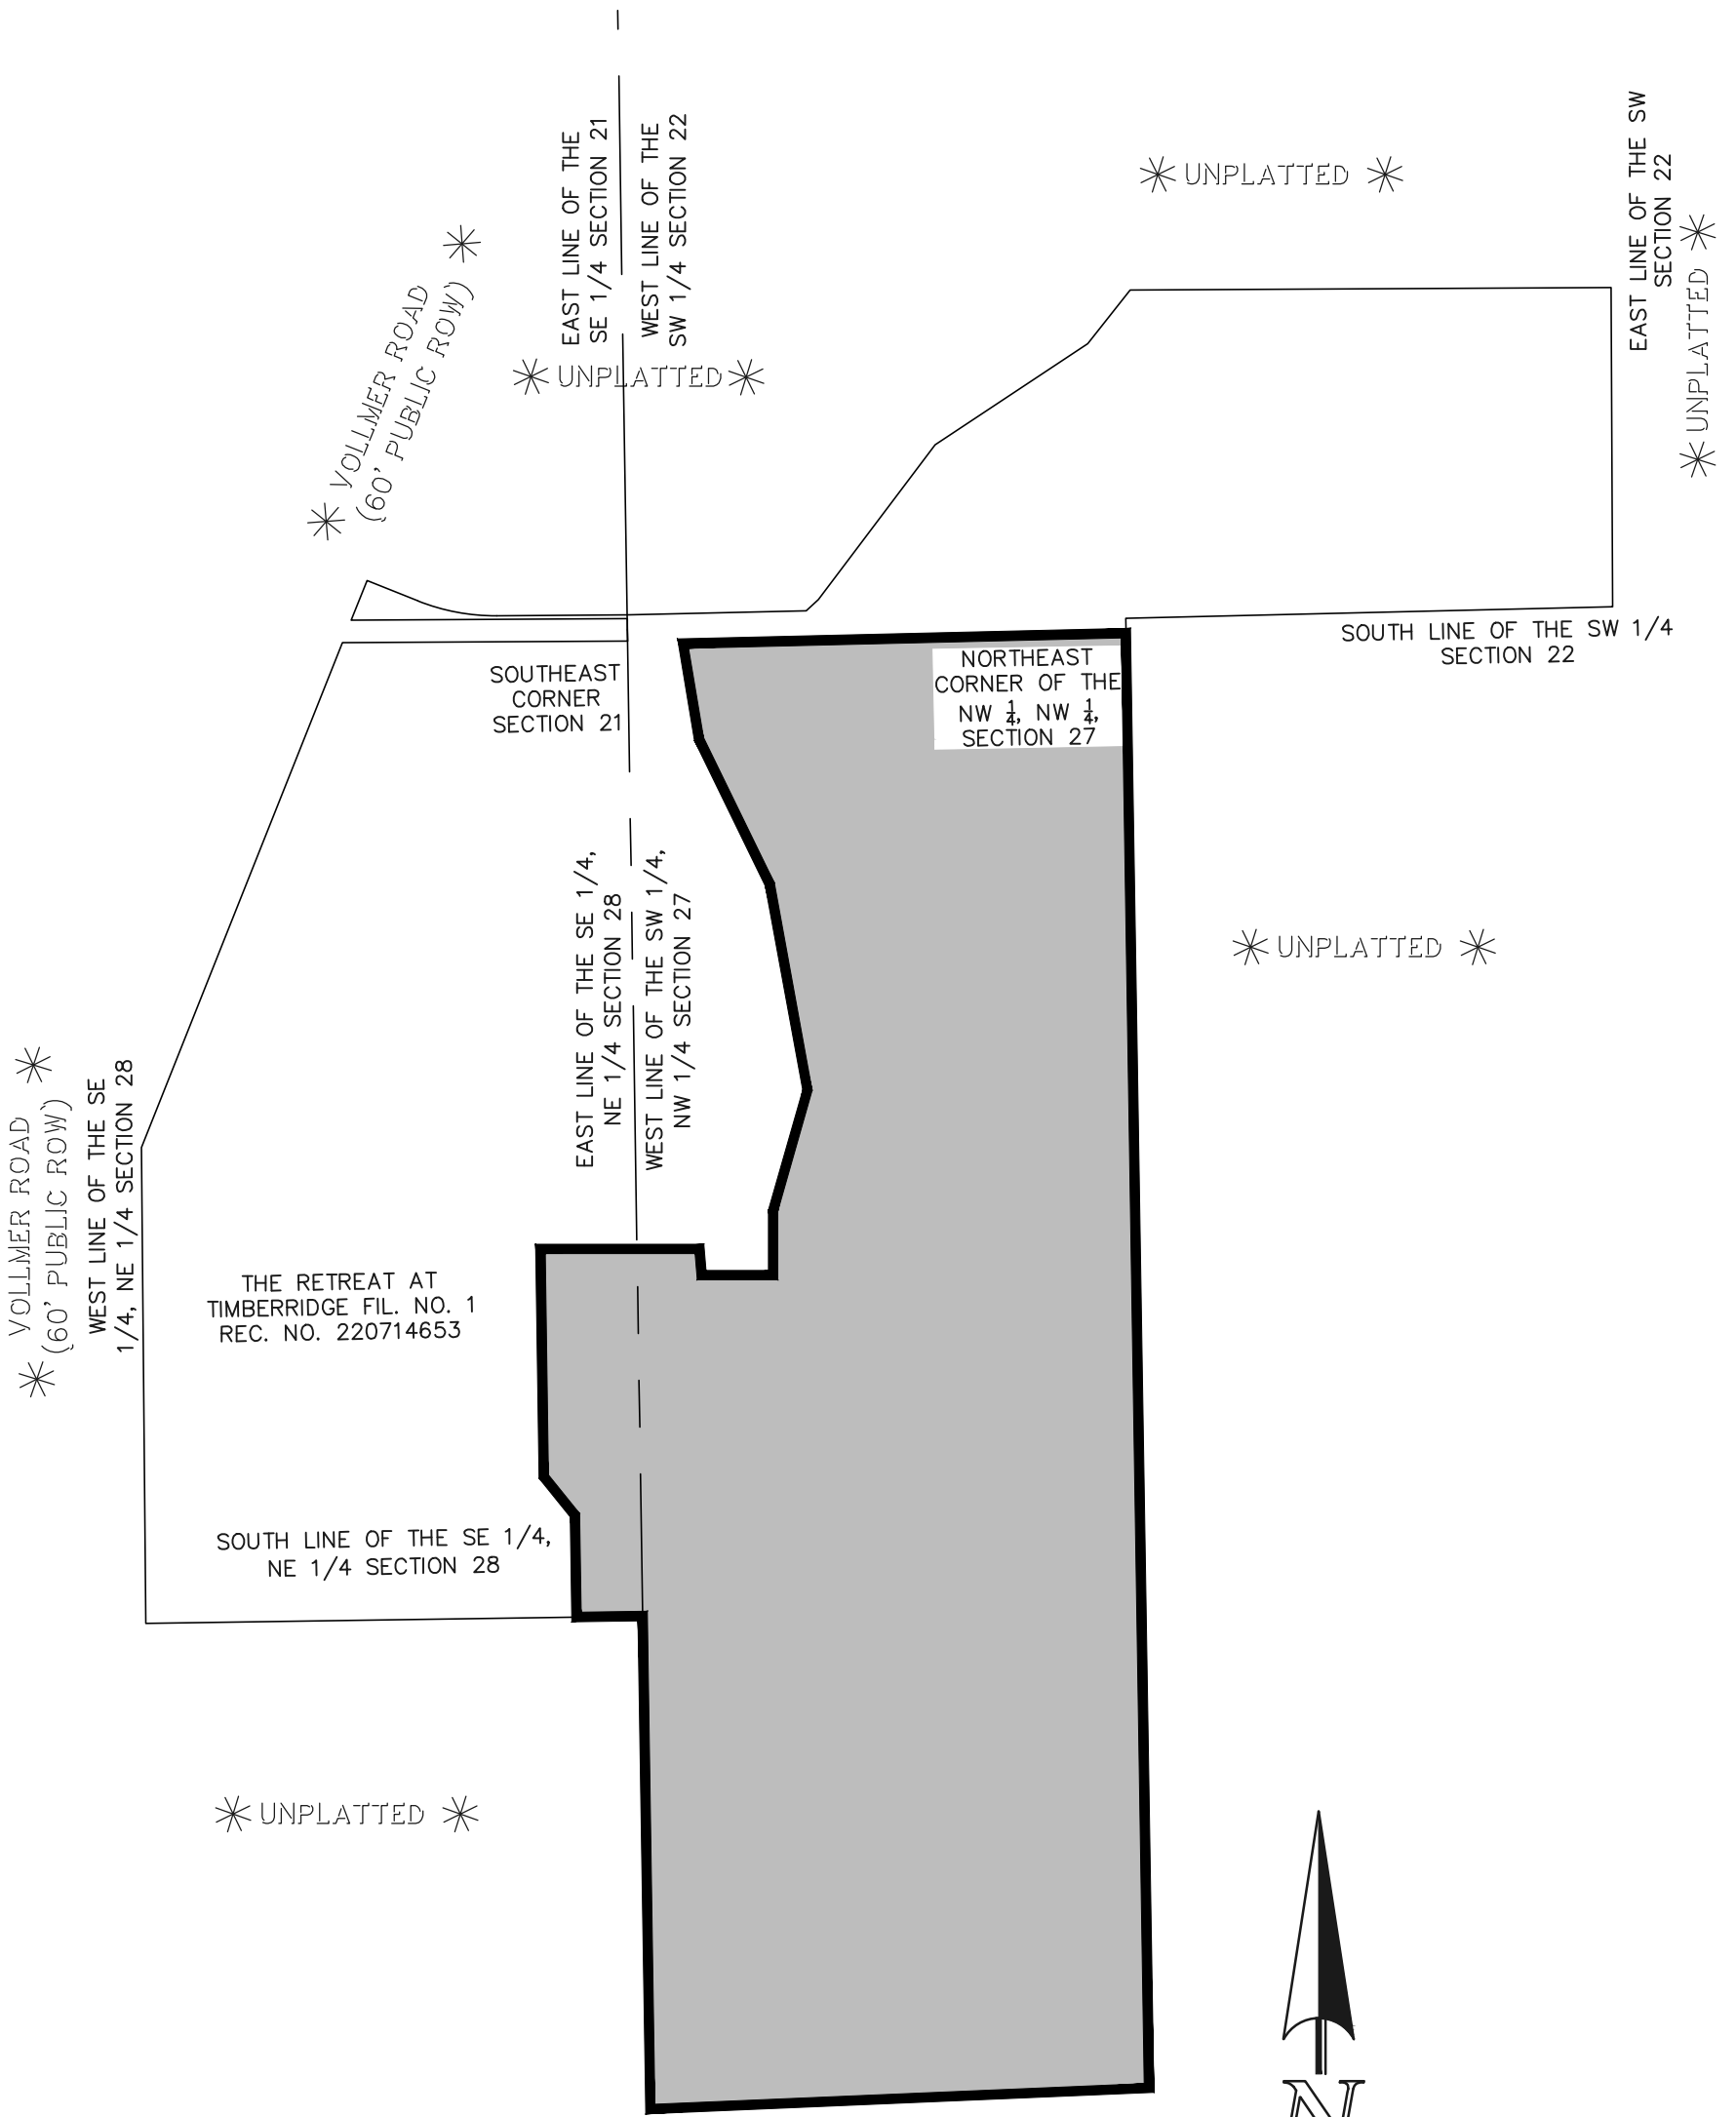 EAST LINE OF THE
SE 1/4 SECTION 21
WEST LINE OF THE
SW 1/4 SECTION 22
UNPLATTED
EAST LINE OF THE SW
SECTION 22
UNPLATTED
VOLLMER ROAD
(60' PUBLIC ROW)
UNPLATTED
SOUTH LINE OF THE SW 1/4
SECTION 22
SOUTHEAST
CORNER
SECTION 21
NORTHEAST
CORNER OF THE
NW 1/4, NW 1/4,
SECTION 27
EAST LINE OF THE SE 1/4,
NE 1/4 SECTION 28
WEST LINE OF THE SW 1/4,
NW 1/4 SECTION 27
UNPLATTED
VOLLMER ROAD
(60' PUBLIC ROW)
WEST LINE OF THE SE
1/4, NE 1/4 SECTION 28
THE RETREAT AT
TIMBERRIDGE FIL. NO. 1
REC. NO. 220714653
SOUTH LINE OF THE SE 1/4,
NE 1/4 SECTION 28
UNPLATTED
N